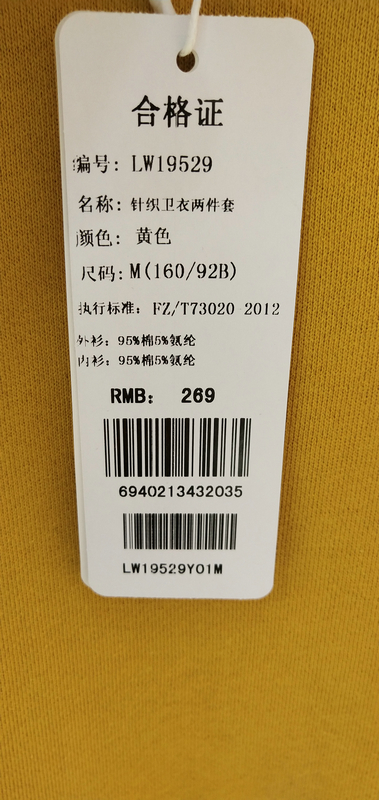 合格证
编号: LW19529
名称: 针织卫衣两件套
颜色: 黄色
尺码: M(160/92B)
执行标准: FZ/T73020 2012
外衫: 95%棉5%氨纶
内衫: 95%棉5%氨纶
RMB: 269
6940213432035
LW19529Y01M